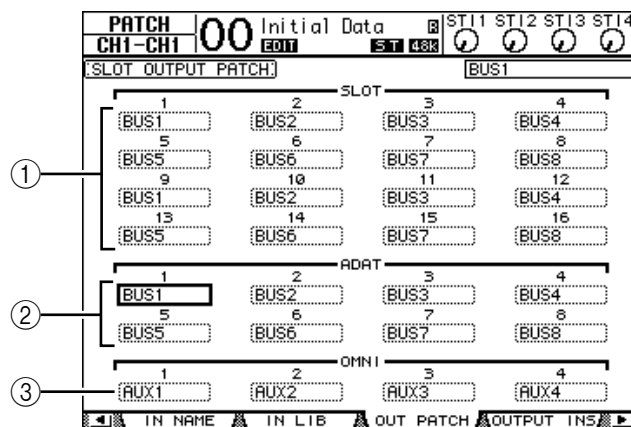 PATCH Initial Data R ST11 ST12 ST13 ST14
CH1-CH1 00 EDIT ST 48K
SLOT OUTPUT PATCH BUS1
SLOT
1 2 3 4
BUS1 BUS2 BUS3 BUS4
5 6 7 8
BUS5 BUS6 BUS7 BUS8
9 10 11 12
BUS1 BUS2 BUS3 BUS4
13 14 15 16
BUS5 BUS6 BUS7 BUS8
1
ADAT
1 2 3 4
BUS1 BUS2 BUS3 BUS4
5 6 7 8
BUS5 BUS6 BUS7 BUS8
2
OMNI
1 2 3 4
3 AUX1 AUX2 AUX3 AUX4
IN NAME IN LIB OUT PATCH OUTPUT INS